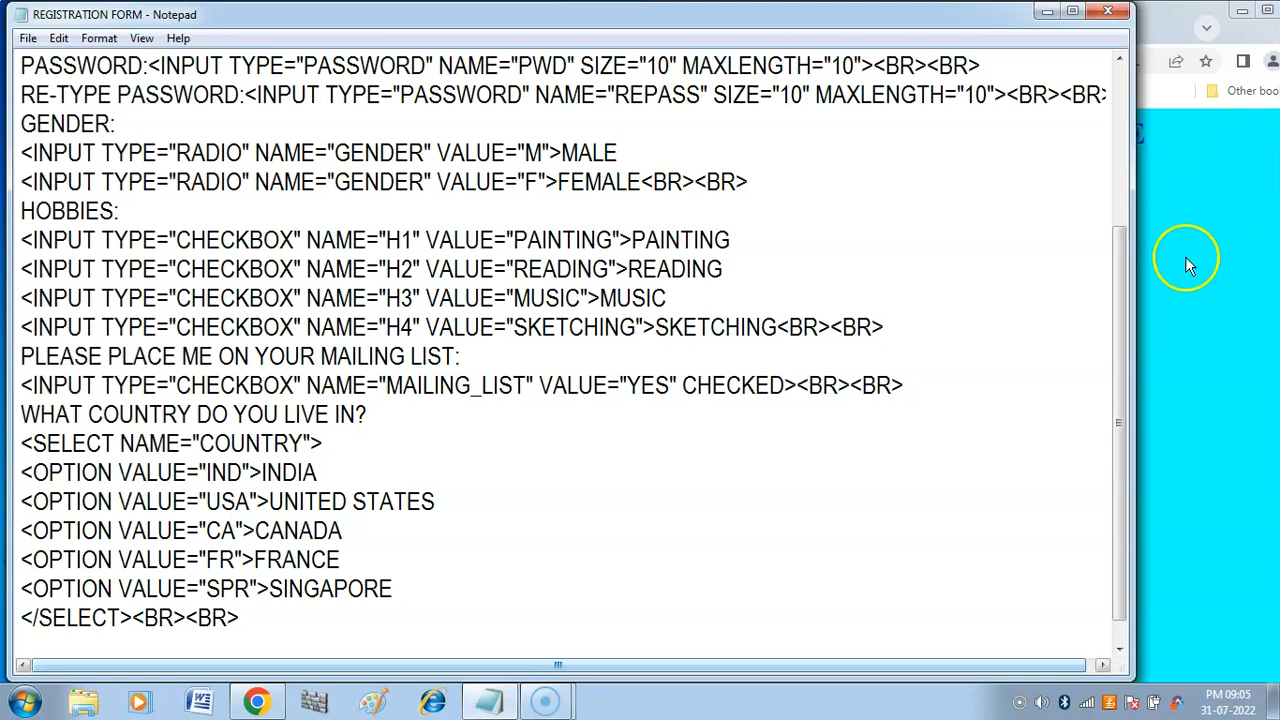 REGISTRATION FORM - Notepad
File Edit Format View Help
PASSWORD:<INPUT TYPE="PASSWORD" NAME="PWD" SIZE="10" MAXLENGTH="10"><BR><BR>
RE-TYPE PASSWORD:<INPUT TYPE="PASSWORD" NAME="REPASS" SIZE="10" MAXLENGTH="10"><BR><BR>
GENDER:
<INPUT TYPE="RADIO" NAME="GENDER" VALUE="M">MALE
<INPUT TYPE="RADIO" NAME="GENDER" VALUE="F">FEMALE<BR><BR>
HOBBIES:
<INPUT TYPE="CHECKBOX" NAME="H1" VALUE="PAINTING">PAINTING
<INPUT TYPE="CHECKBOX" NAME="H2" VALUE="READING">READING
<INPUT TYPE="CHECKBOX" NAME="H3" VALUE="MUSIC">MUSIC
<INPUT TYPE="CHECKBOX" NAME="H4" VALUE="SKETCHING">SKETCHING<BR><BR>
PLEASE PLACE ME ON YOUR MAILING LIST:
<INPUT TYPE="CHECKBOX" NAME="MAILING_LIST" VALUE="YES" CHECKED><BR><BR>
WHAT COUNTRY DO YOU LIVE IN?
<SELECT NAME="COUNTRY">
<OPTION VALUE="IND">INDIA
<OPTION VALUE="USA">UNITED STATES
<OPTION VALUE="CA">CANADA
<OPTION VALUE="FR">FRANCE
<OPTION VALUE="SPR">SINGAPORE
</SELECT><BR><BR>
Other boo
E
PM 09:05
31-07-2022